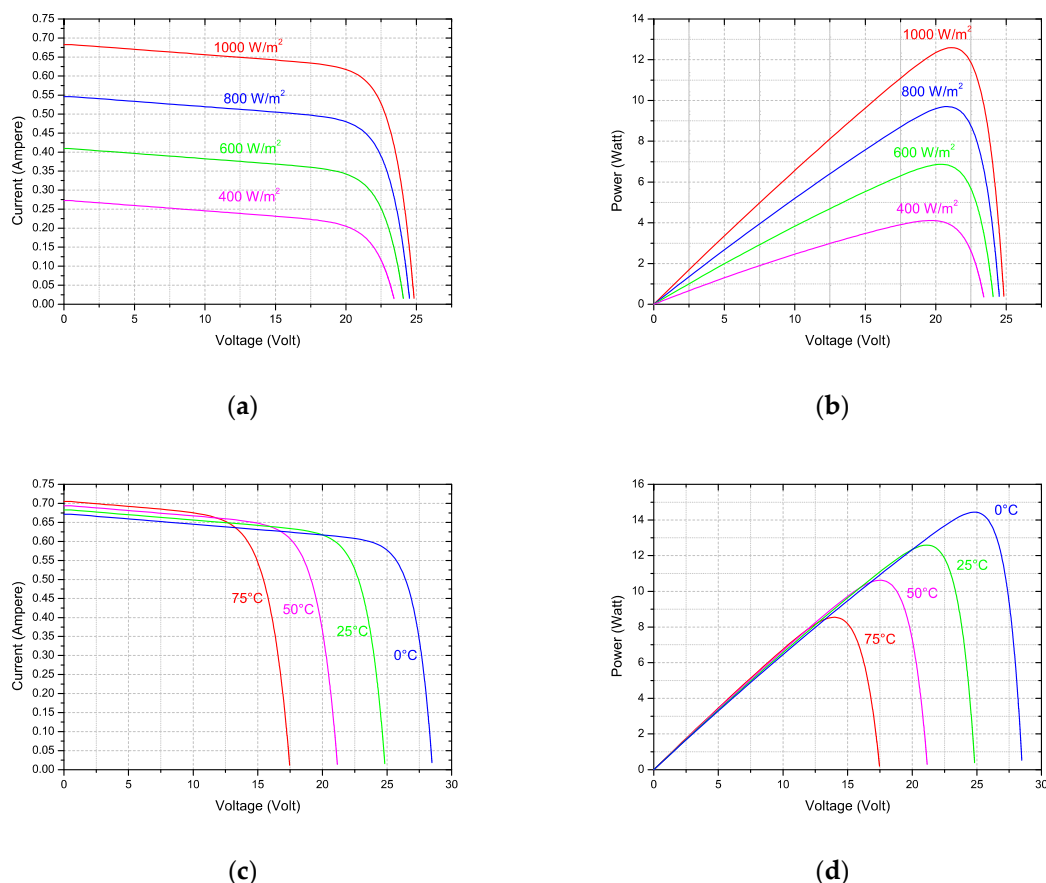 0.75
0.70
0.65
0.60
0.55
0.50
0.45
0.40
0.35
0.30
0.25
0.20
0.15
0.10
0.05
0.00
Current (Ampere)
1000 W/m²
800 W/m²
600 W/m²
400 W/m²
0 5 10 15 20 25
Voltage (Volt)
(a)
14
12
10
8
6
4
2
0
Power (Watt)
1000 W/m²
800 W/m²
600 W/m²
400 W/m²
0 5 10 15 20 25
Voltage (Volt)
(b)
0.75
0.70
0.65
0.60
0.55
0.50
0.45
0.40
0.35
0.30
0.25
0.20
0.15
0.10
0.05
0.00
Current (Ampere)
75°C
50°C
25°C
0°C
0 5 10 15 20 25 30
Voltage (Volt)
(c)
16
14
12
10
8
6
4
2
0
Power (Watt)
0°C
25°C
50°C
75°C
0 5 10 15 20 25 30
Voltage (Volt)
(d)